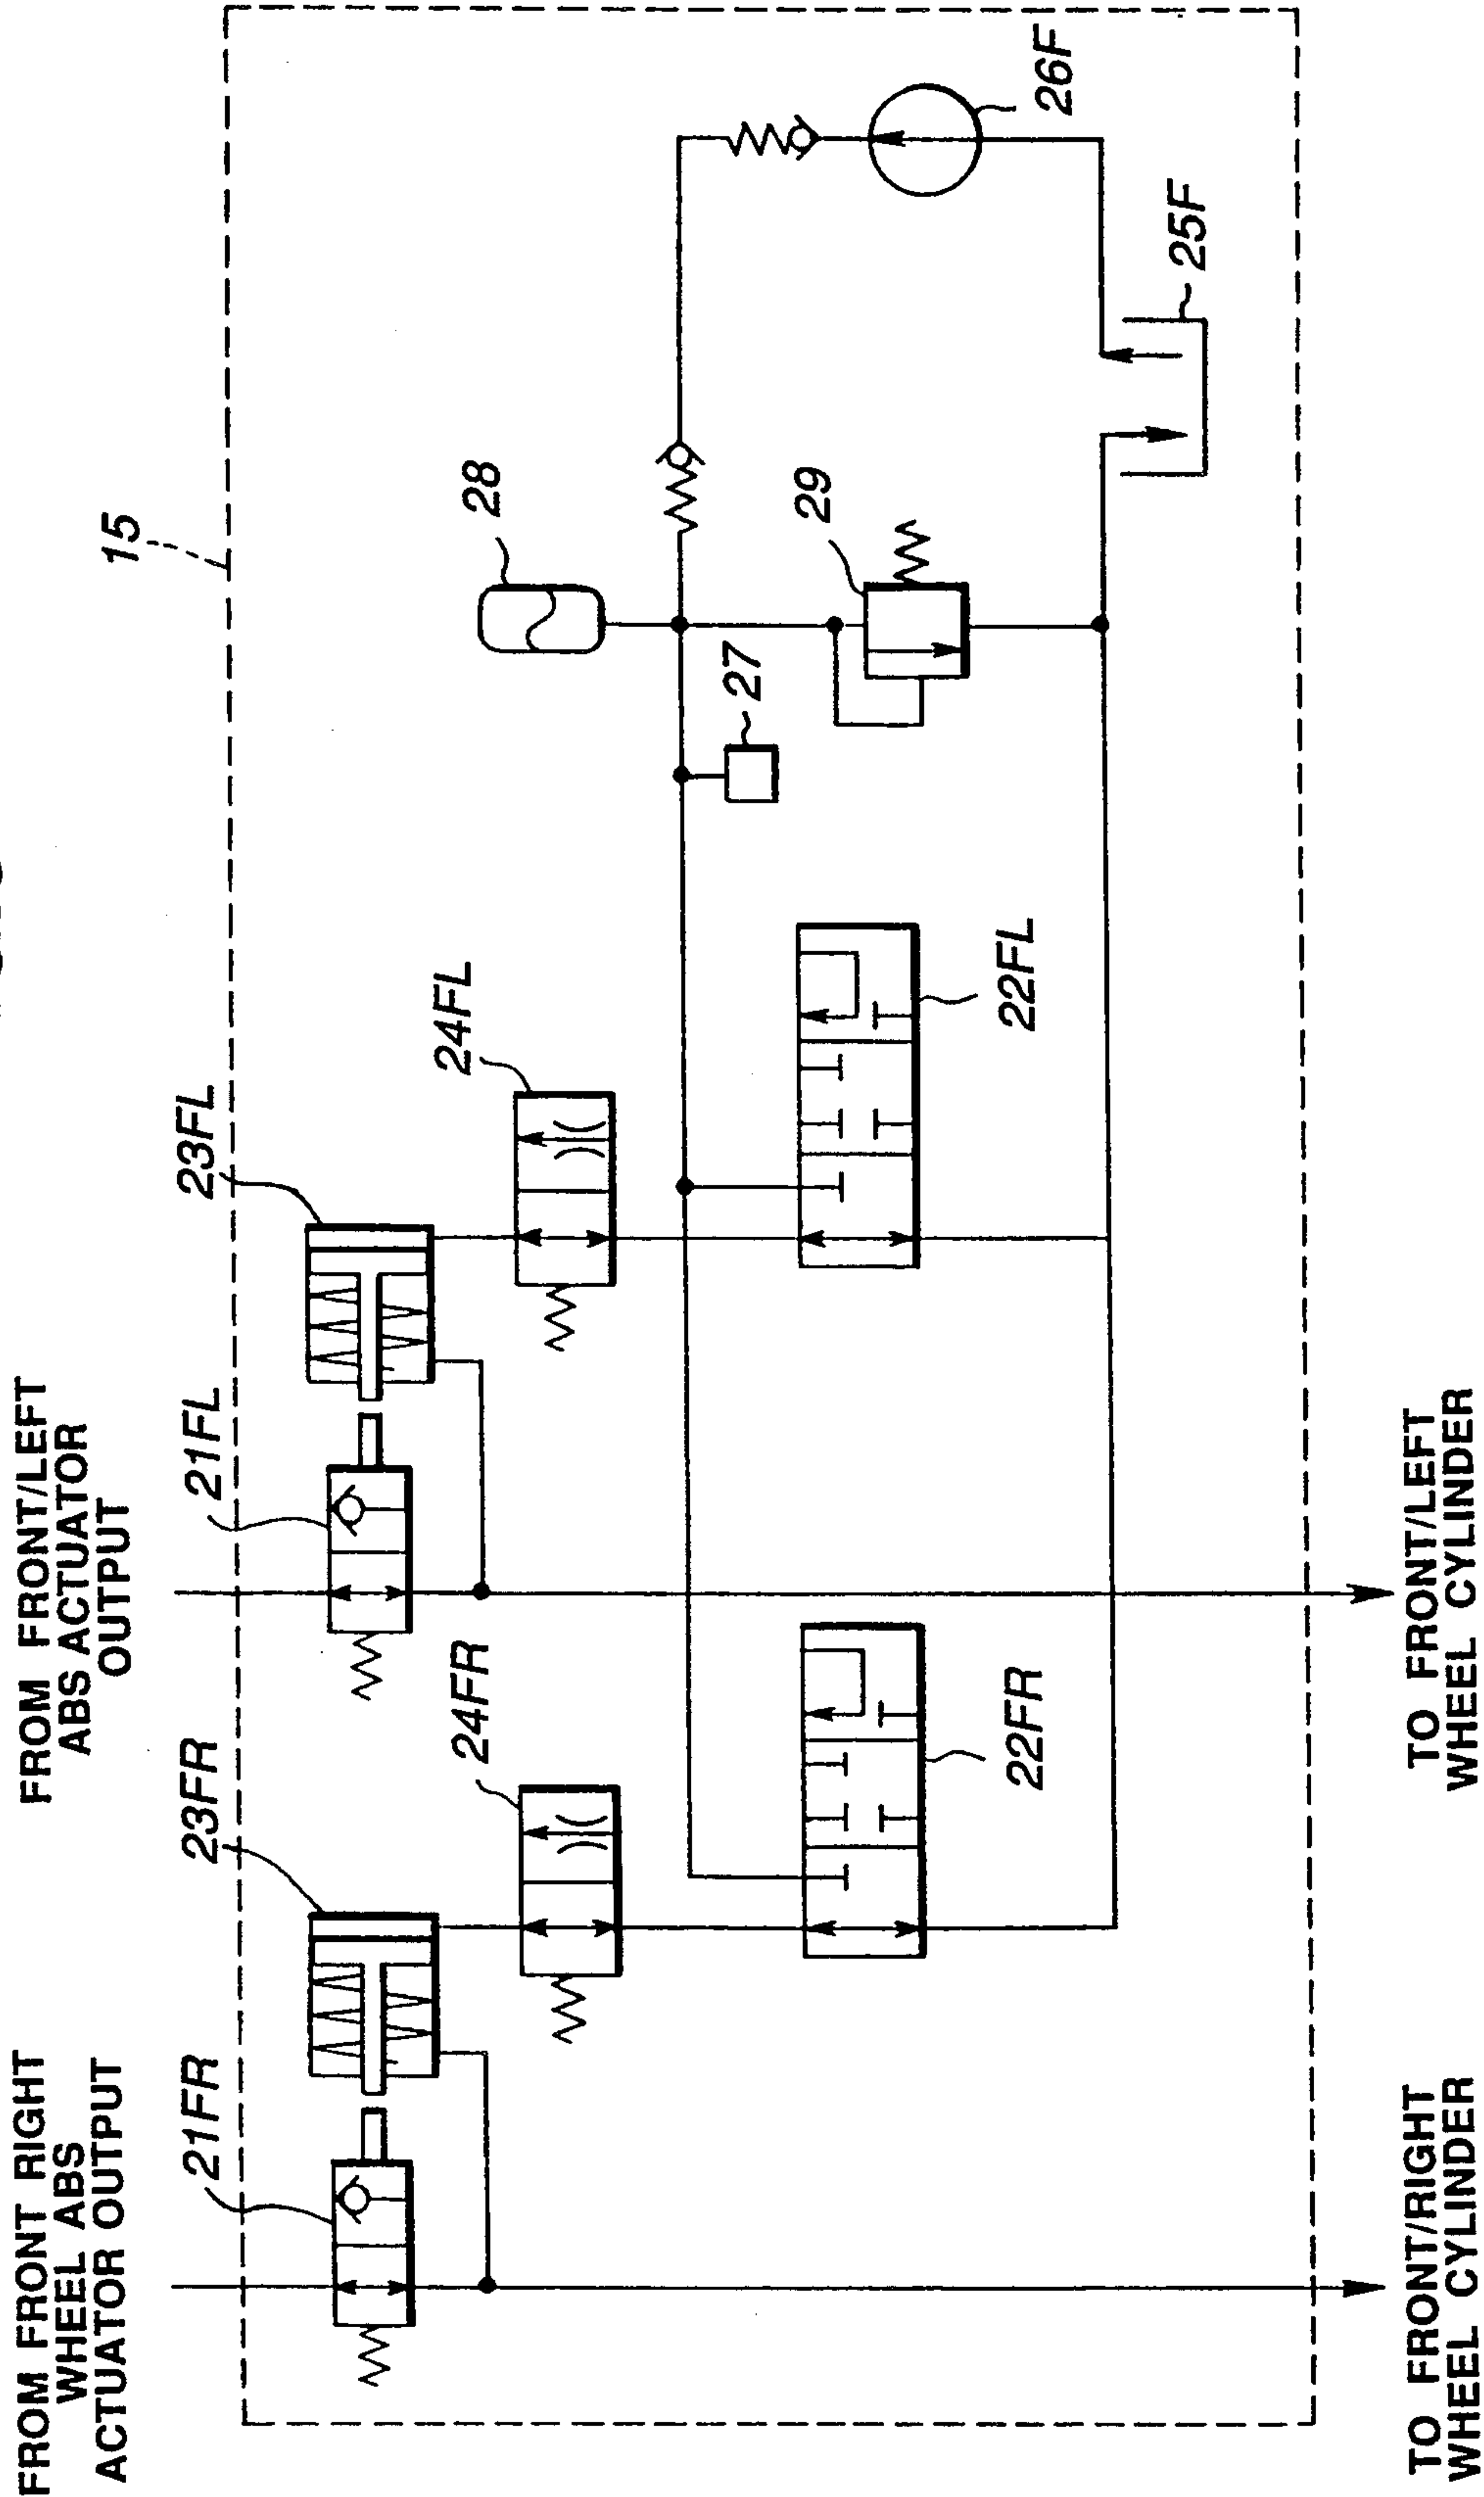 FROM FRONT RIGHT
WHEEL ABS
ACTUATOR OUTPUT
FROM FRONT/LEFT
ABS ACTUATOR
OUTPUT
15
21FR
23FR
21FL
23FL
24FR
24FL
28
27
29
26F
22FR
22FL
25F
TO FRONT/RIGHT
WHEEL CYLINDER
TO FRONT/LEFT
WHEEL CYLINDER